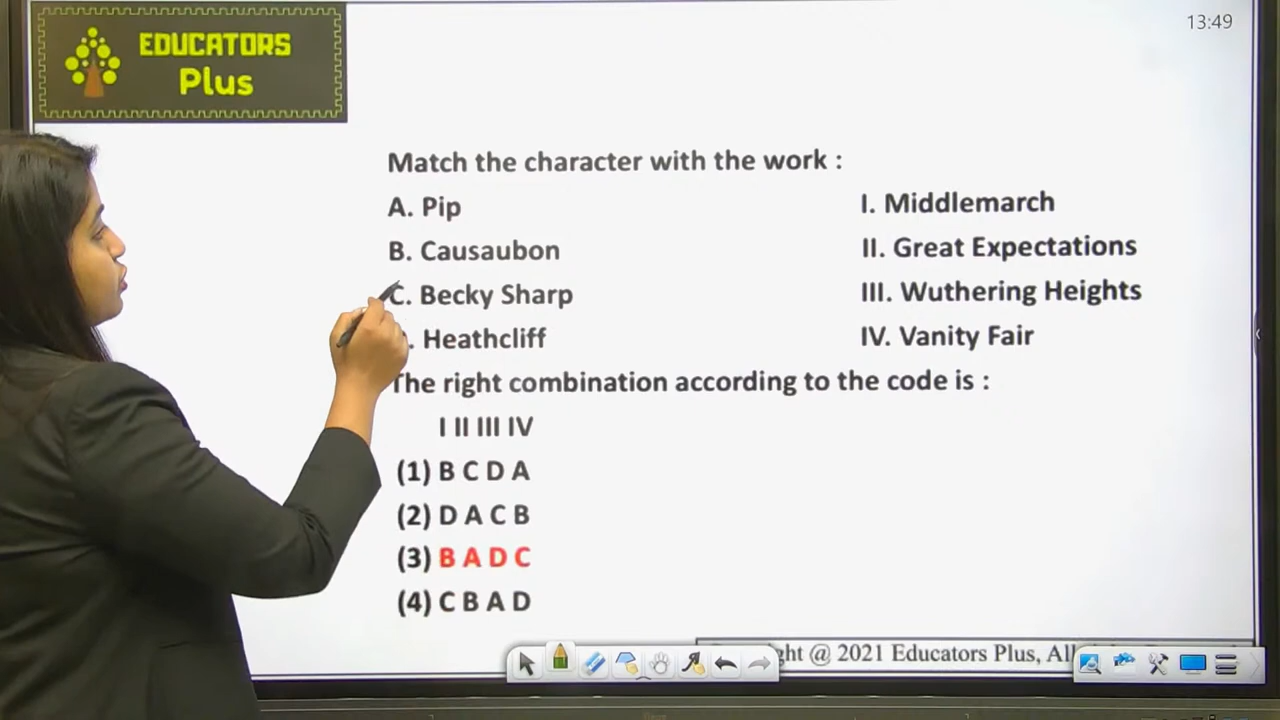 EDUCATORS
Plus
13:49
Match the character with the work :
A. Pip
I. Middlemarch
B. Causaubon
II. Great Expectations
C. Becky Sharp
III. Wuthering Heights
. Heathcliff
IV. Vanity Fair
The right combination according to the code is :
I II III IV
(1) B C D A
(2) D A C B
(3) B A D C
(4) C B A D
@ 2021 Educators Plus,